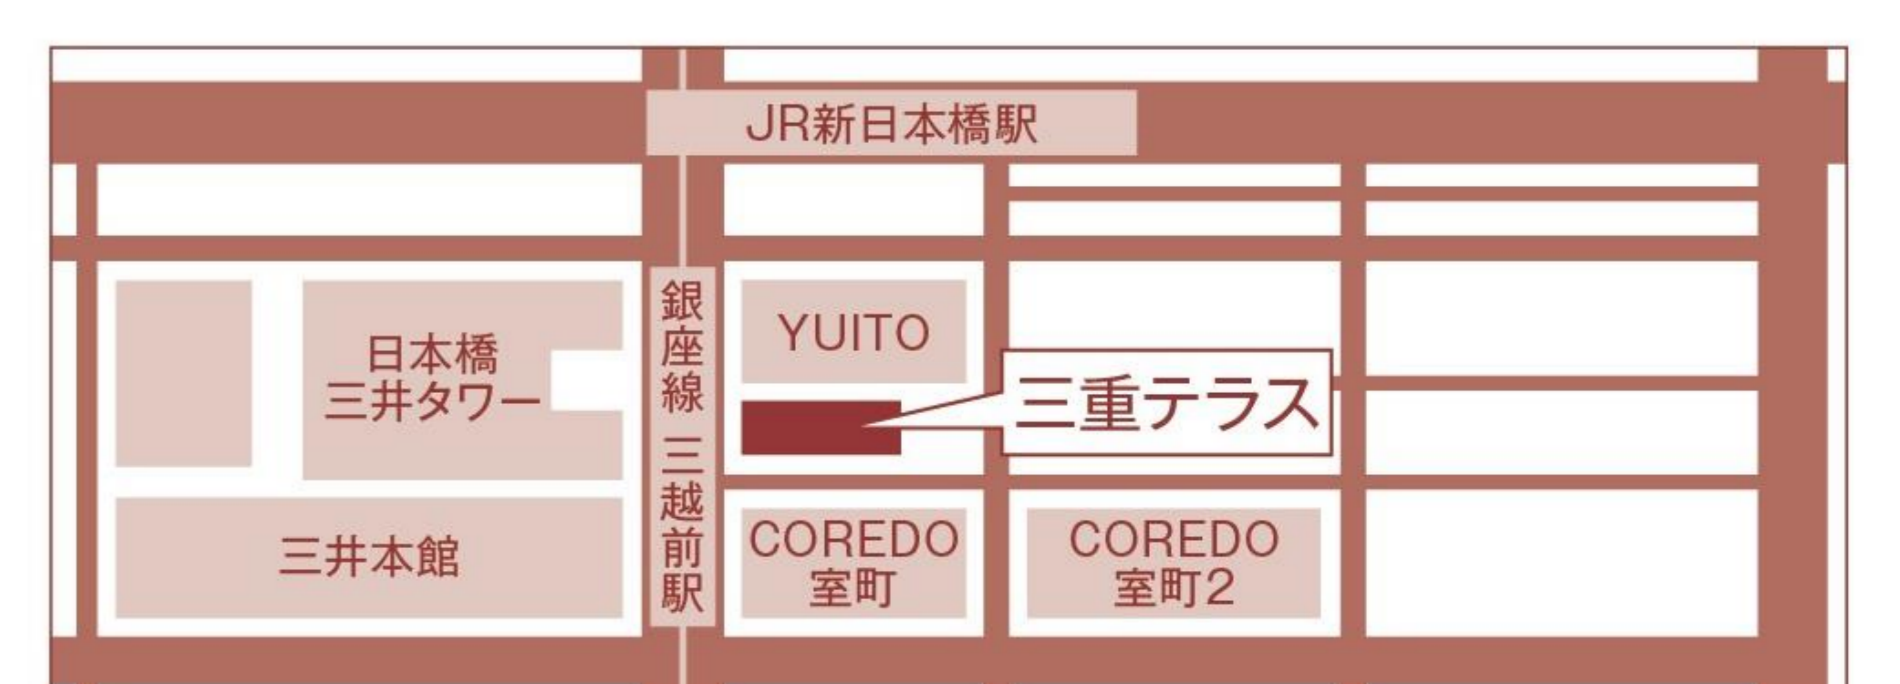 JR新日本橋駅
日本橋
三井タワー
三井本館
銀座線 三越前駅
YUITO
三重テラス
COREDO
室町
COREDO
室町2